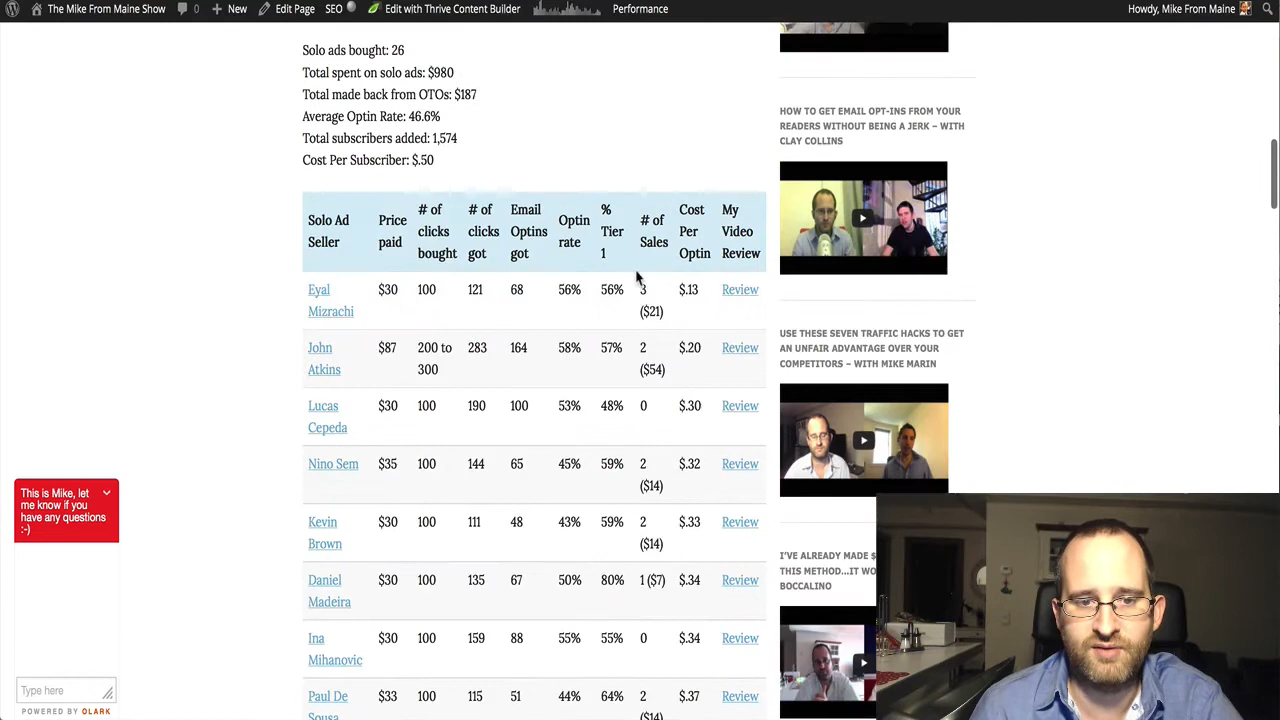 The Mike From Maine Show 0 New Edit Page SEO Edit with Thrive Content Builder Performance Howdy, Mike From Maine
Solo ads bought: 26
Total spent on solo ads: $980
Total made back from OTOs: $187
Average Optin Rate: 46.6%
Total subscribers added: 1,574
Cost Per Subscriber: $.50
Solo Ad Seller Price paid # of clicks bought # of clicks got Email Optins got Optin rate % Tier 1 # of Sales Cost Per Optin My Video Review
Eyal Mizrachi $30 100 121 68 56% 56% 3 ($21) $.13 Review
John Atkins $87 200 to 300 283 164 58% 57% 2 ($54) $.20 Review
Lucas Cepeda $30 100 190 100 53% 48% 0 $.30 Review
Nino Sem $35 100 144 65 45% 59% 2 ($14) $.32 Review
Kevin Brown $30 100 111 48 43% 59% 2 ($14) $.33 Review
Daniel Madeira $30 100 135 67 50% 80% 1 ($7) $.34 Review
Ina Mihanovic $30 100 159 88 55% 55% 0 $.34 Review
Paul De Sousa $33 100 115 51 44% 64% 2 ($14) $.37 Review
HOW TO GET EMAIL OPT-INS FROM YOUR
READERS WITHOUT BEING A JERK – WITH
CLAY COLLINS
USE THESE SEVEN TRAFFIC HACKS TO GET
AN UNFAIR ADVANTAGE OVER YOUR
COMPETITORS – WITH MIKE MARIN
I'VE ALREADY MADE $
THIS METHOD...IT WO
BOCCALINO
This is Mike, let
me know if you
have any questions
:-)
Type here
POWERED BY OLARK